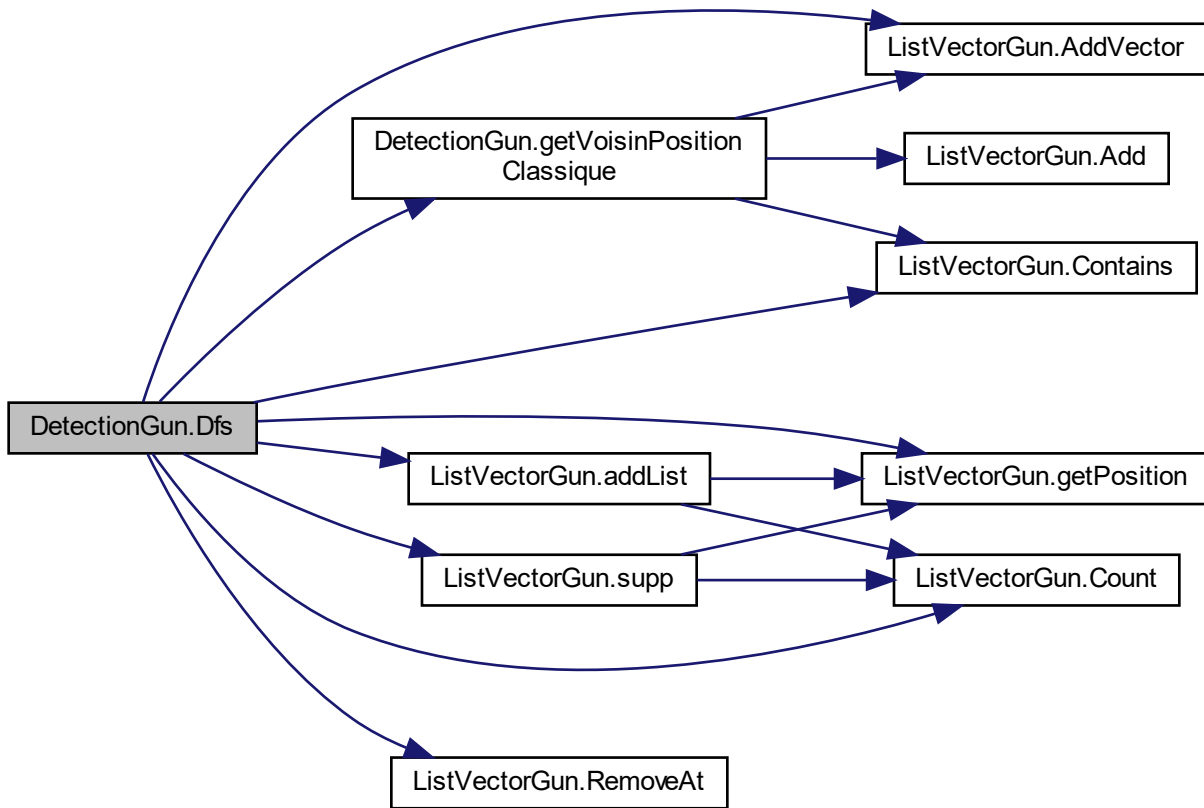 ListVectorGun.AddVector
DetectionGun.getVoisinPosition
Classique
ListVectorGun.Add
ListVectorGun.Contains
DetectionGun.Dfs
ListVectorGun.addList
ListVectorGun.getPosition
ListVectorGun.supp
ListVectorGun.Count
ListVectorGun.RemoveAt